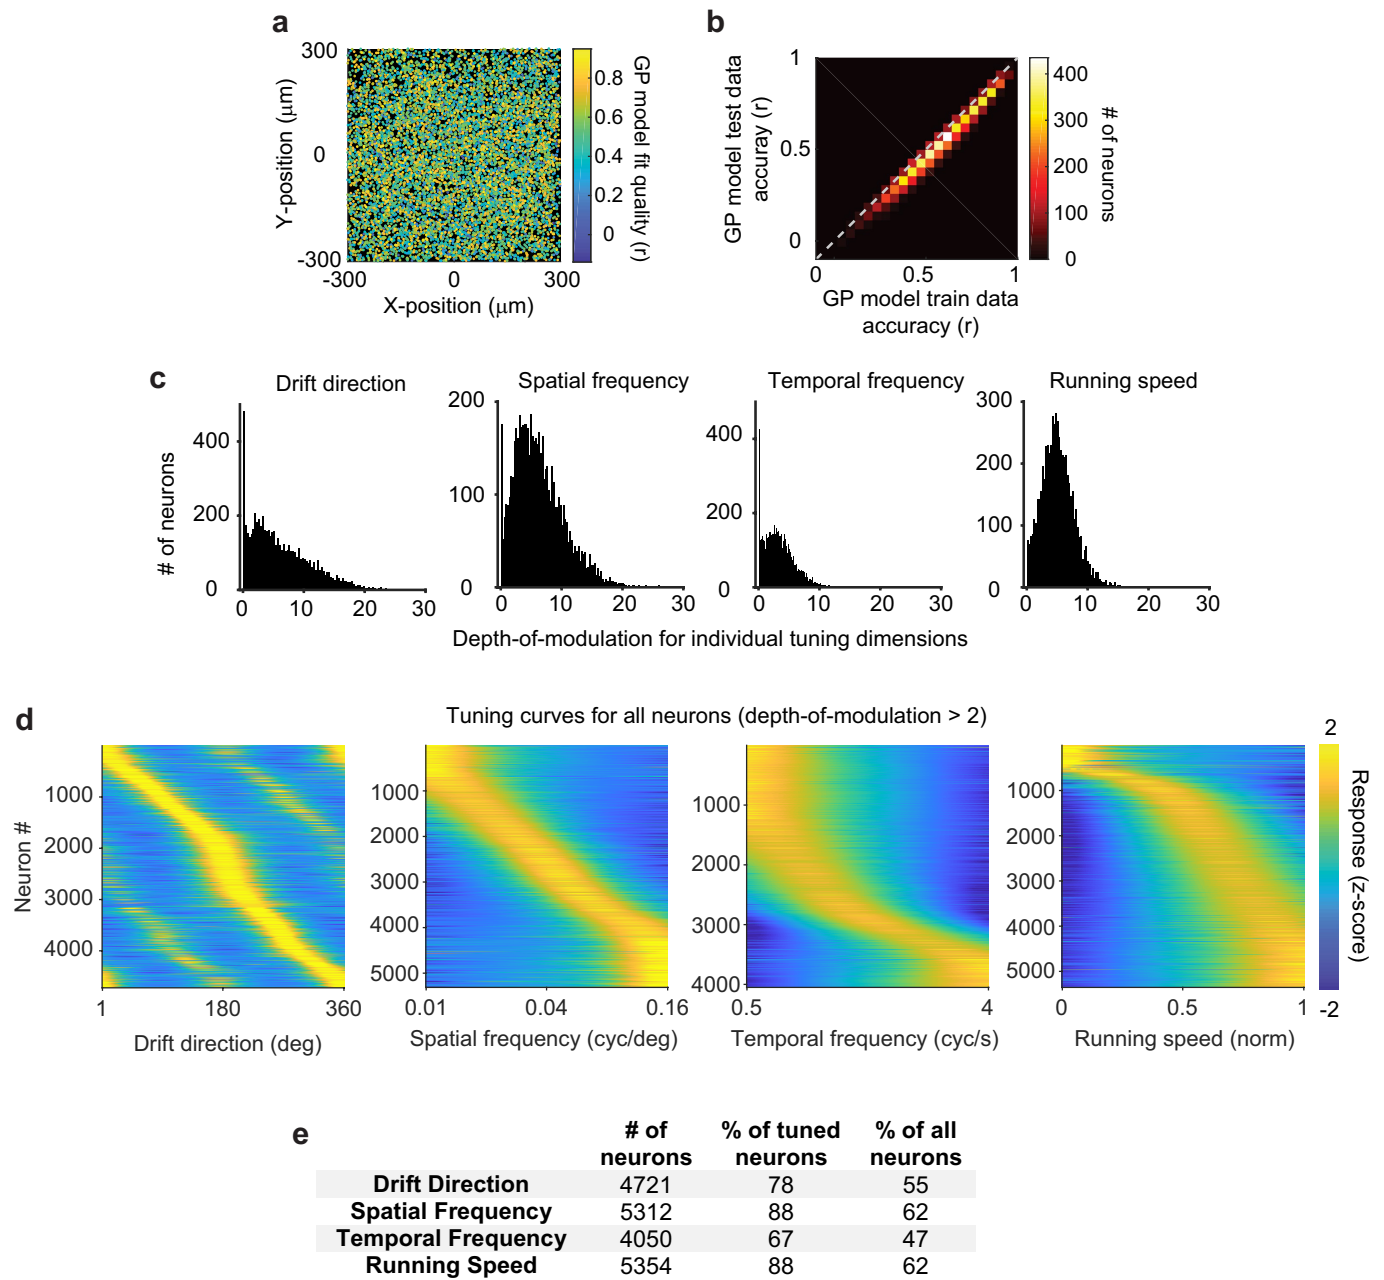 a
300
0
-300
Y-position (µm)
-300 0 300
X-position (µm)
0.8
0.6
0.4
0.2
0
GP model fit
quality (r)
b
1
0.5
0
GP model test data
accuray (r)
0 0.5 1
GP model train data
accuracy (r)
400
300
200
100
0
# of neurons
c
Drift direction
Spatial frequency
Temporal frequency
Running speed
# of neurons
400
200
0
0 10 20 30
200
100
0
0 10 20 30
400
200
0
0 10 20 30
300
200
100
0
0 10 20 30
Depth-of-modulation for individual tuning dimensions
d
Tuning curves for all neurons (depth-of-modulation > 2)
Neuron #
1000
2000
3000
4000
1 180 360
Drift direction (deg)
1000
2000
3000
4000
5000
0.01 0.04 0.16
Spatial frequency (cyc/deg)
1000
2000
3000
4000
0.5 4
Temporal frequency (cyc/s)
1000
2000
3000
4000
5000
0 0.5 1
Running speed (norm)
2
-2
Response (z-score)
e
# of % of tuned % of all
neurons neurons neurons
Drift Direction 4721 78 55
Spatial Frequency 5312 88 62
Temporal Frequency 4050 67 47
Running Speed 5354 88 62